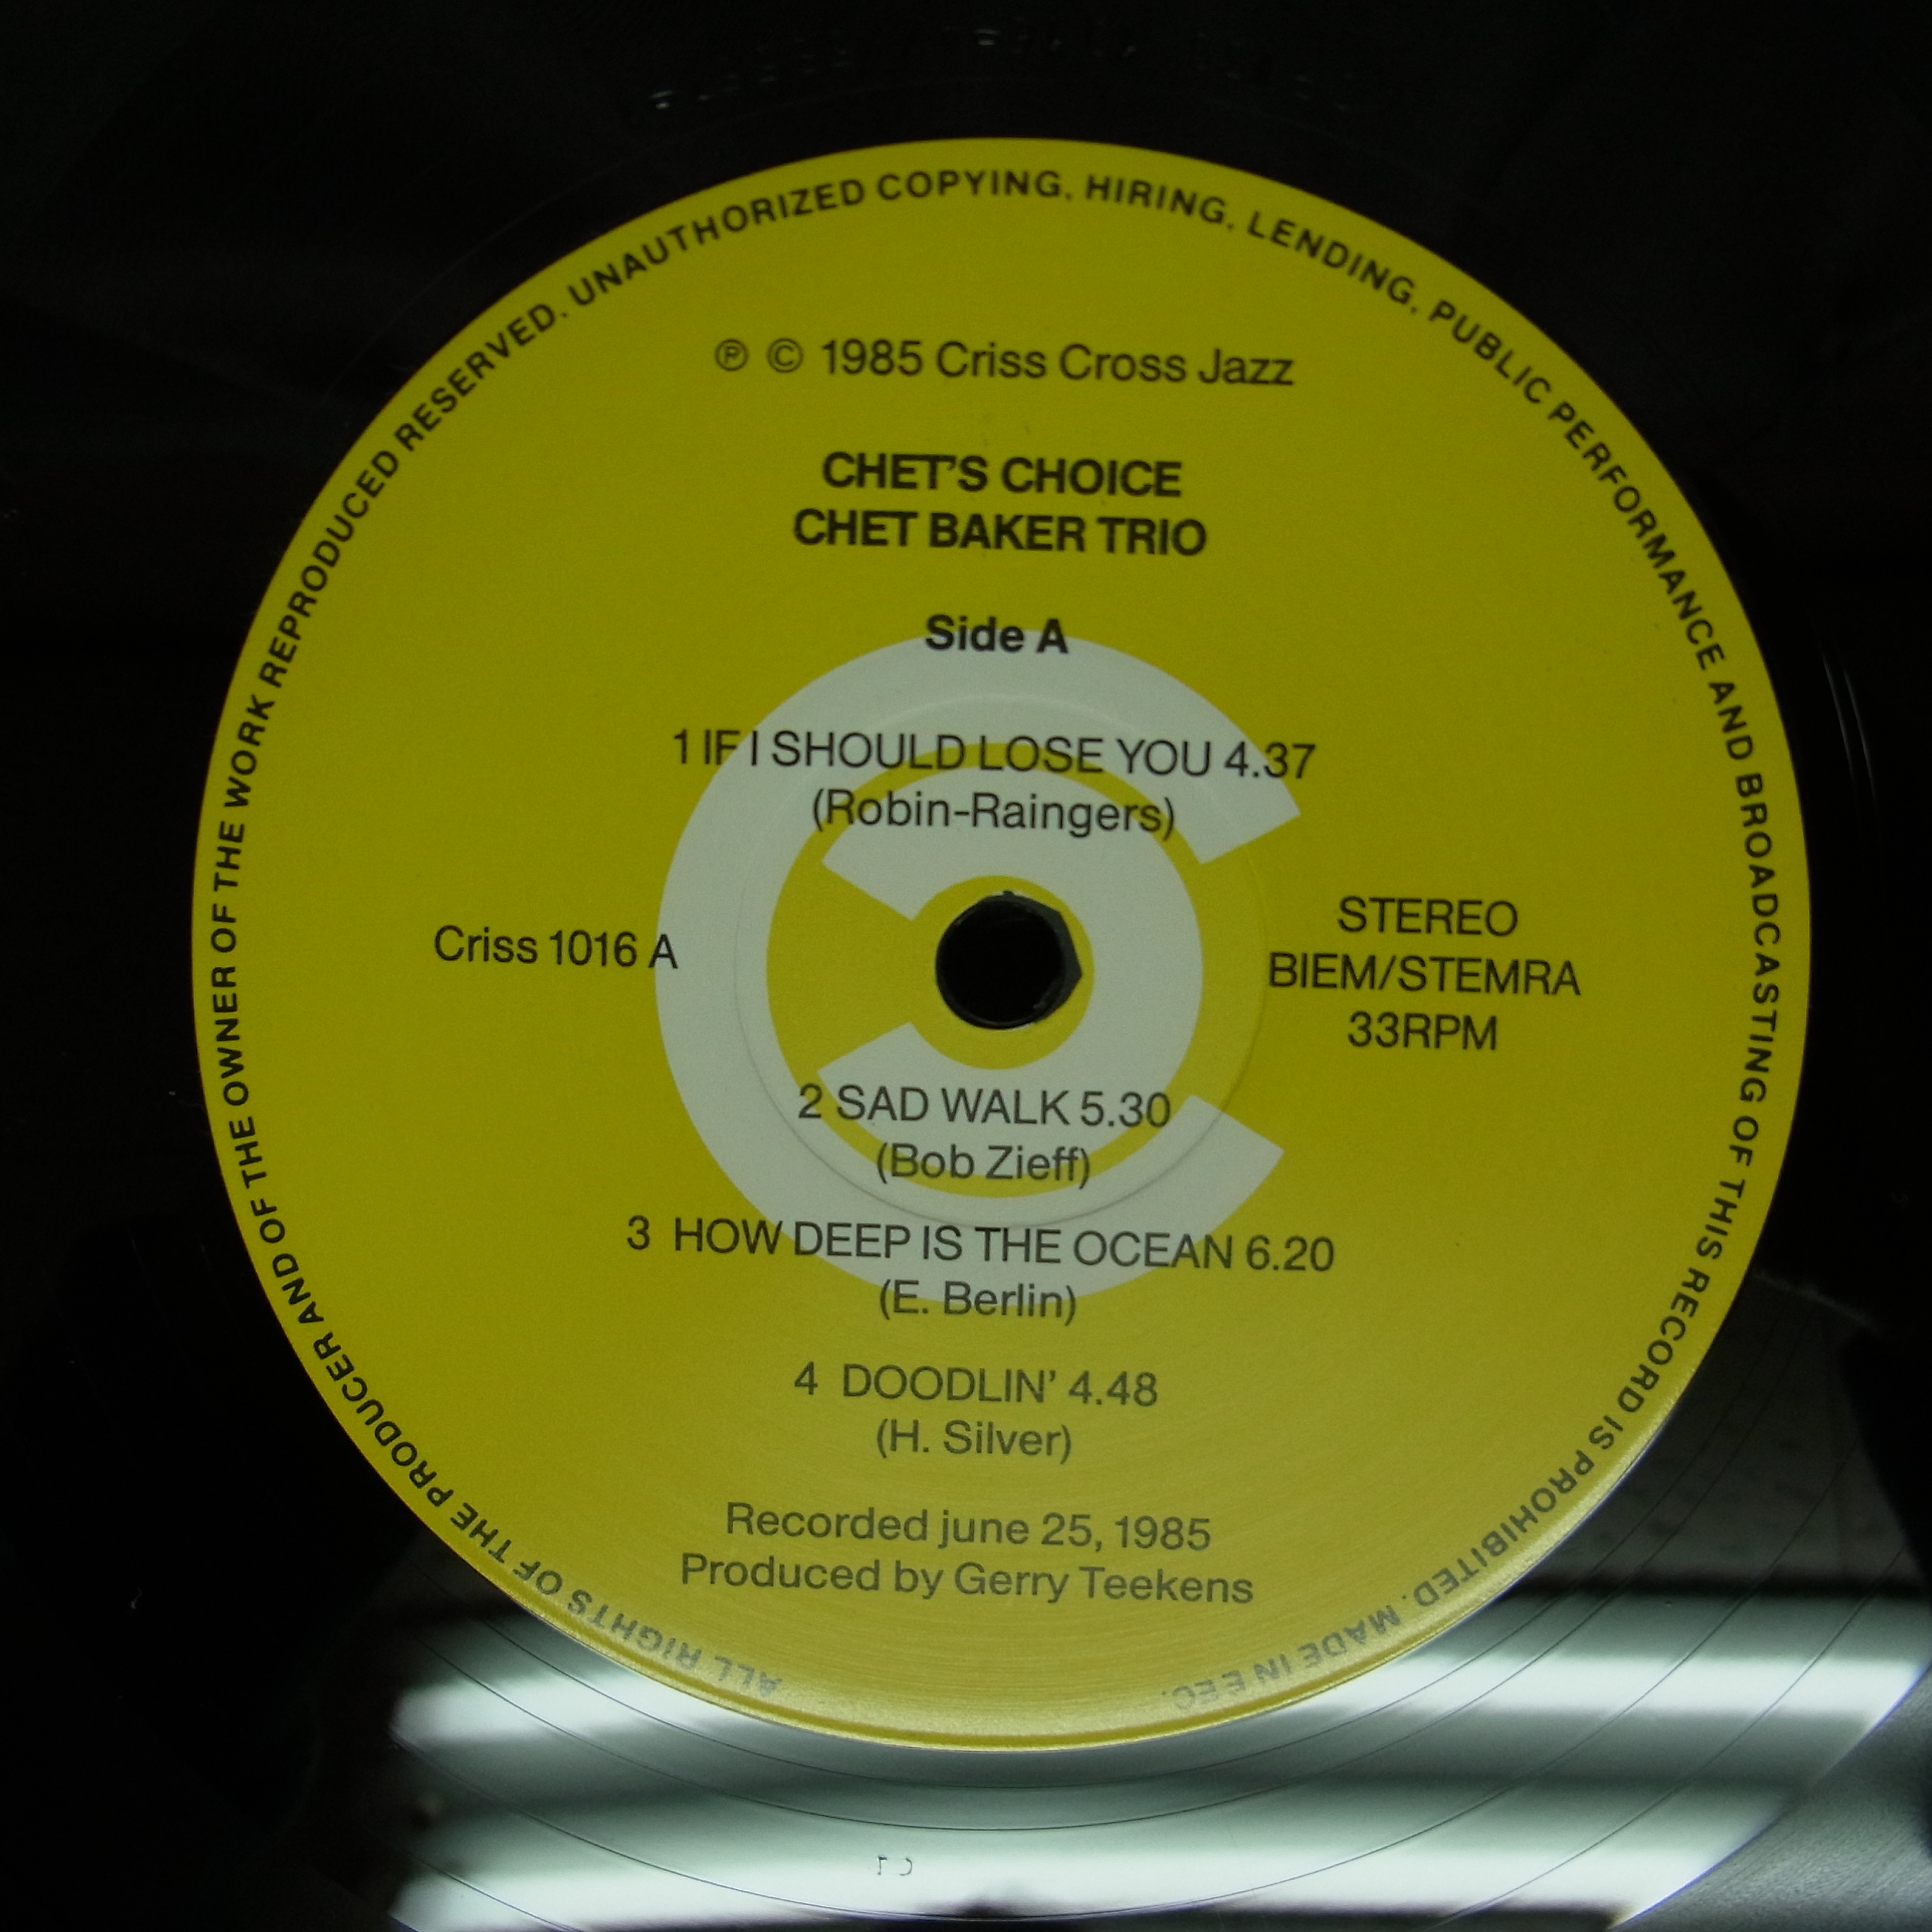 ALL RIGHTS OF THE PRODUCER AND OF THE OWNER OF THE WORK REPRODUCED RESERVED. UNAUTHORIZED COPYING, HIRING, LENDING, PUBLIC PERFORMANCE AND BROADCASTING OF THIS RECORD IS PROHIBITED. MADE IN EEC.
℗ © 1985 Criss Cross Jazz
CHET'S CHOICE
CHET BAKER TRIO
Side A
1 IF I SHOULD LOSE YOU 4.37
(Robin-Raingers)
Criss 1016 A
STEREO
BIEM/STEMRA
33RPM
2 SAD WALK 5.30
(Bob Zieff)
3 HOW DEEP IS THE OCEAN 6.20
(E. Berlin)
4 DOODLIN' 4.48
(H. Silver)
Recorded june 25, 1985
Produced by Gerry Teekens